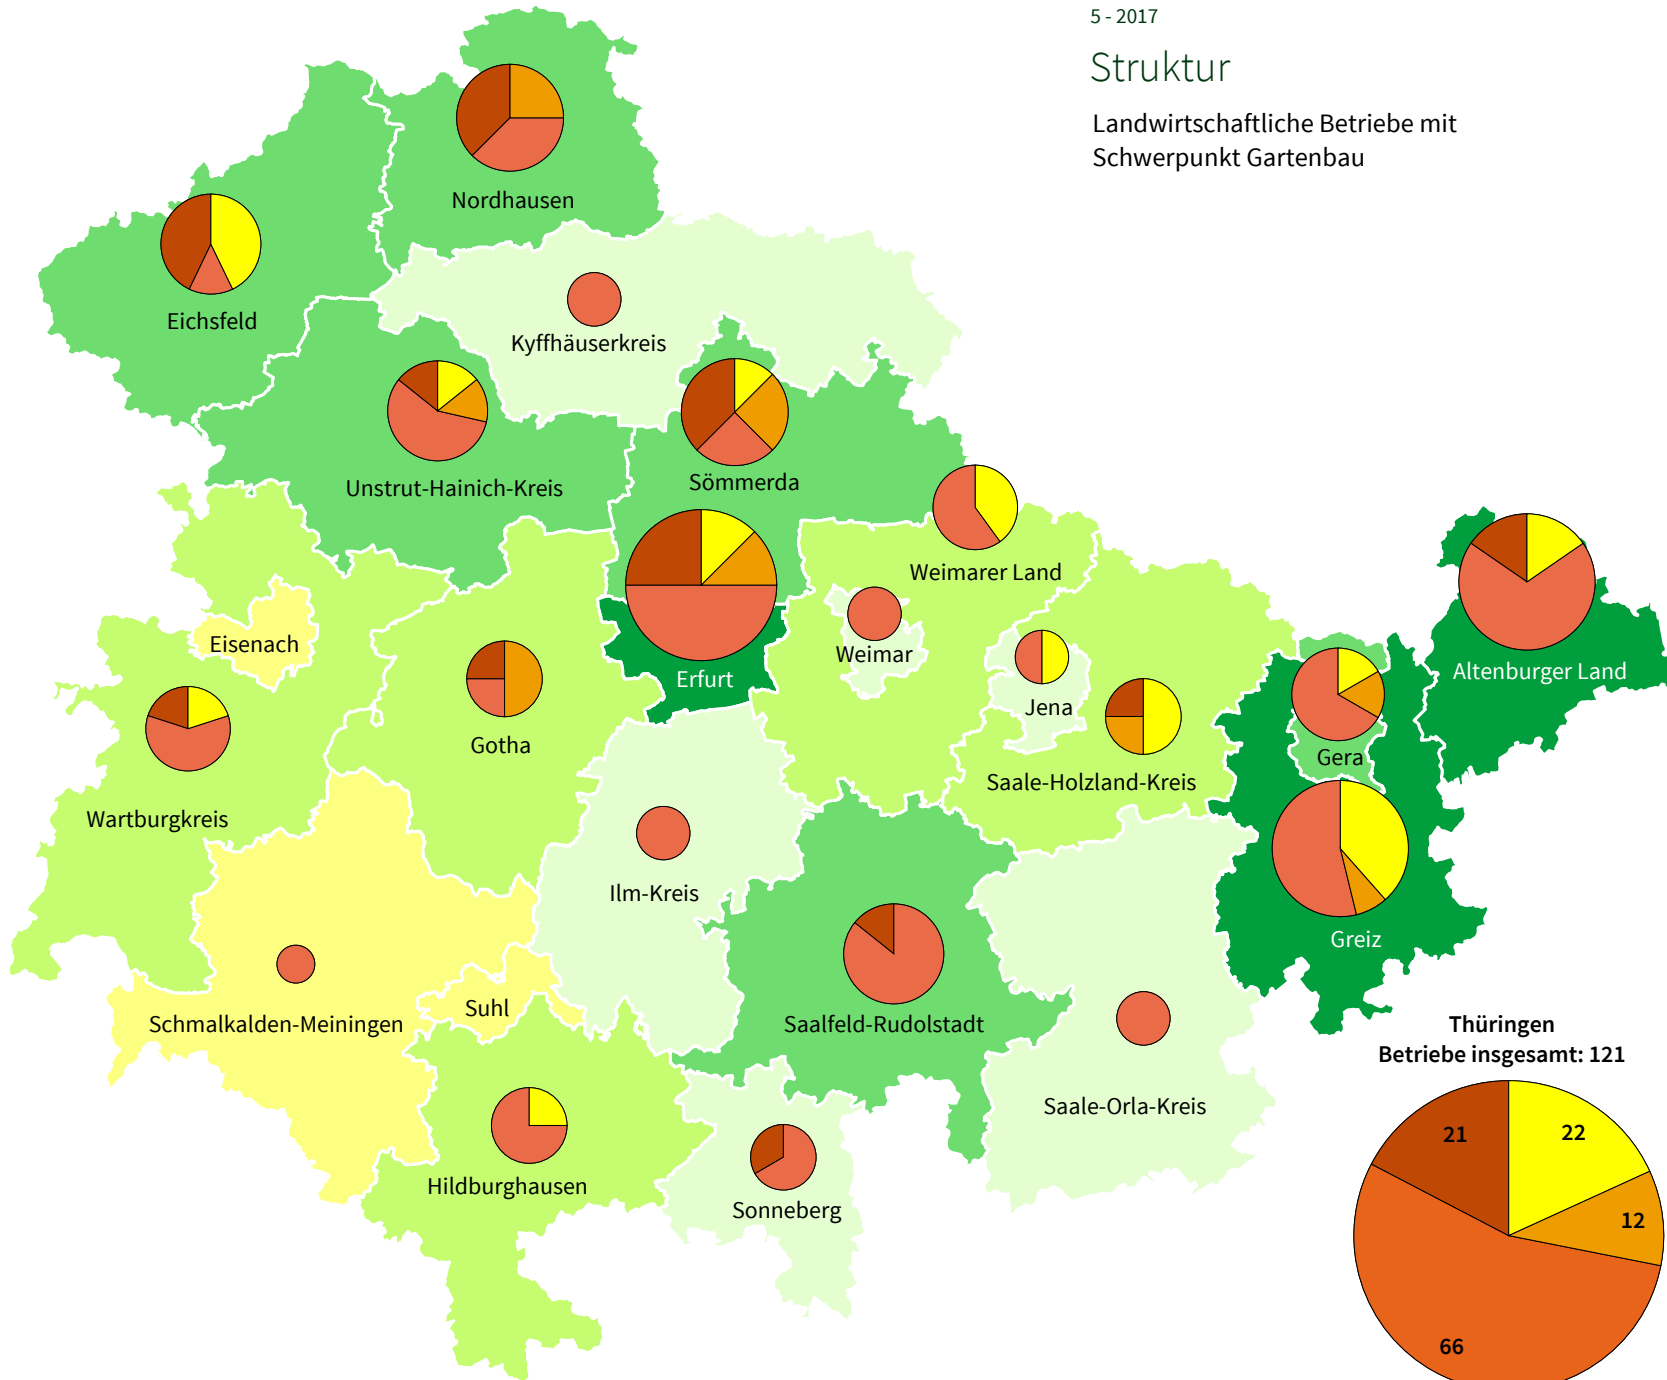 5 - 2017
Struktur
Landwirtschaftliche Betriebe mit
Schwerpunkt Gartenbau
Nordhausen
Eichsfeld
Kyffhäuserkreis
Unstrut-Hainich-Kreis
Sömmerda
Weimarer Land
Eisenach
Weimar
Erfurt
Altenburger Land
Jena
Gotha
Gera
Saale-Holzland-Kreis
Wartburgkreis
Ilm-Kreis
Greiz
Suhl
Schmalkalden-Meiningen
Saalfeld-Rudolstadt
Thüringen
Betriebe insgesamt: 121
Saale-Orla-Kreis
21
22
Hildburghausen
Sonneberg
12
66